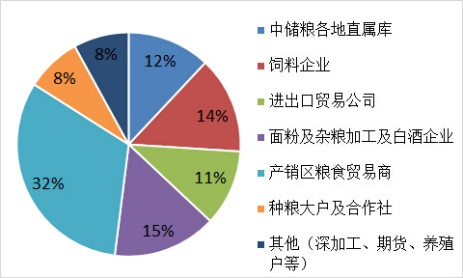 12%
14%
11%
15%
32%
8%
8%
中储粮各地直属库
饲料企业
进出口贸易公司
面粉及杂粮加工及白酒企业
产销区粮食贸易商
种粮大户及合作社
其他（深加工、期货、养殖
户等）